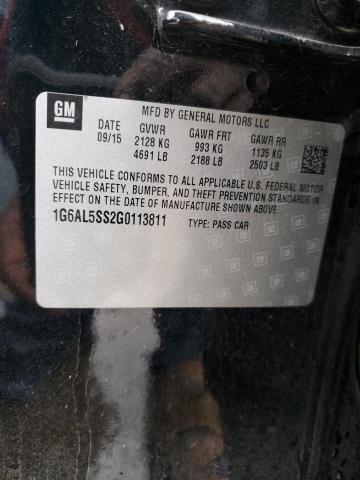 GM
MFD BY GENERAL MOTORS LLC
DATE GVWR GAWR FRT GAWR RR
09/15 2128 KG 993 KG 1135 KG
4691 LB 2188 LB 2503 LB
THIS VEHICLE CONFORMS TO ALL APPLICABLE U.S. FEDERAL MOTOR
VEHICLE SAFETY, BUMPER, AND THEFT PREVENTION STANDARDS IN
EFFECT ON THE DATE OF MANUFACTURE SHOWN ABOVE.
1G6AL5SS2G0113811 TYPE: PASS CAR